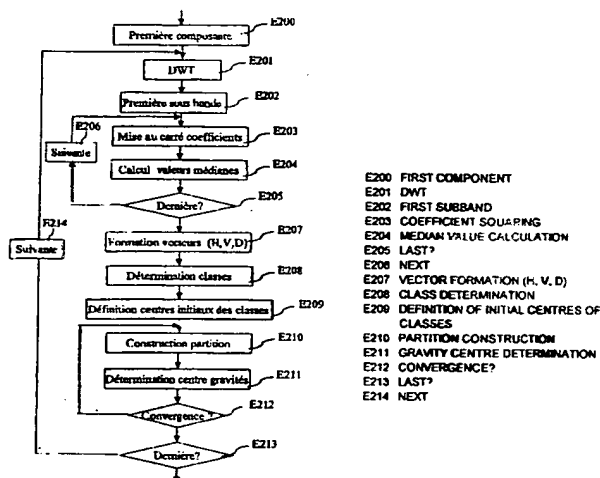 E200
Première composante
E201
DWT
E202
Première sous bande
E206
E203
Mise au carré coefficients
Suivante
E204
Calcul valeurs médianes
E205
Dernière?
E214
E207
Suivante
Formation vecteurs (H,V,D)
E208
Détermination classes
E209
Définition centres initiaux des classes
E210
Construction partition
E211
Détermination centre gravités
E212
Convergence ?
E213
Dernière?
E200 FIRST COMPONENT
E201 DWT
E202 FIRST SUBBAND
E203 COEFFICIENT SQUARING
E204 MEDIAN VALUE CALCULATION
E205 LAST?
E206 NEXT
E207 VECTOR FORMATION (H, V, D)
E208 CLASS DETERMINATION
E209 DEFINITION OF INITIAL CENTRES OF
CLASSES
E210 PARTITION CONSTRUCTION
E211 GRAVITY CENTRE DETERMINATION
E212 CONVERGENCE?
E213 LAST?
E214 NEXT